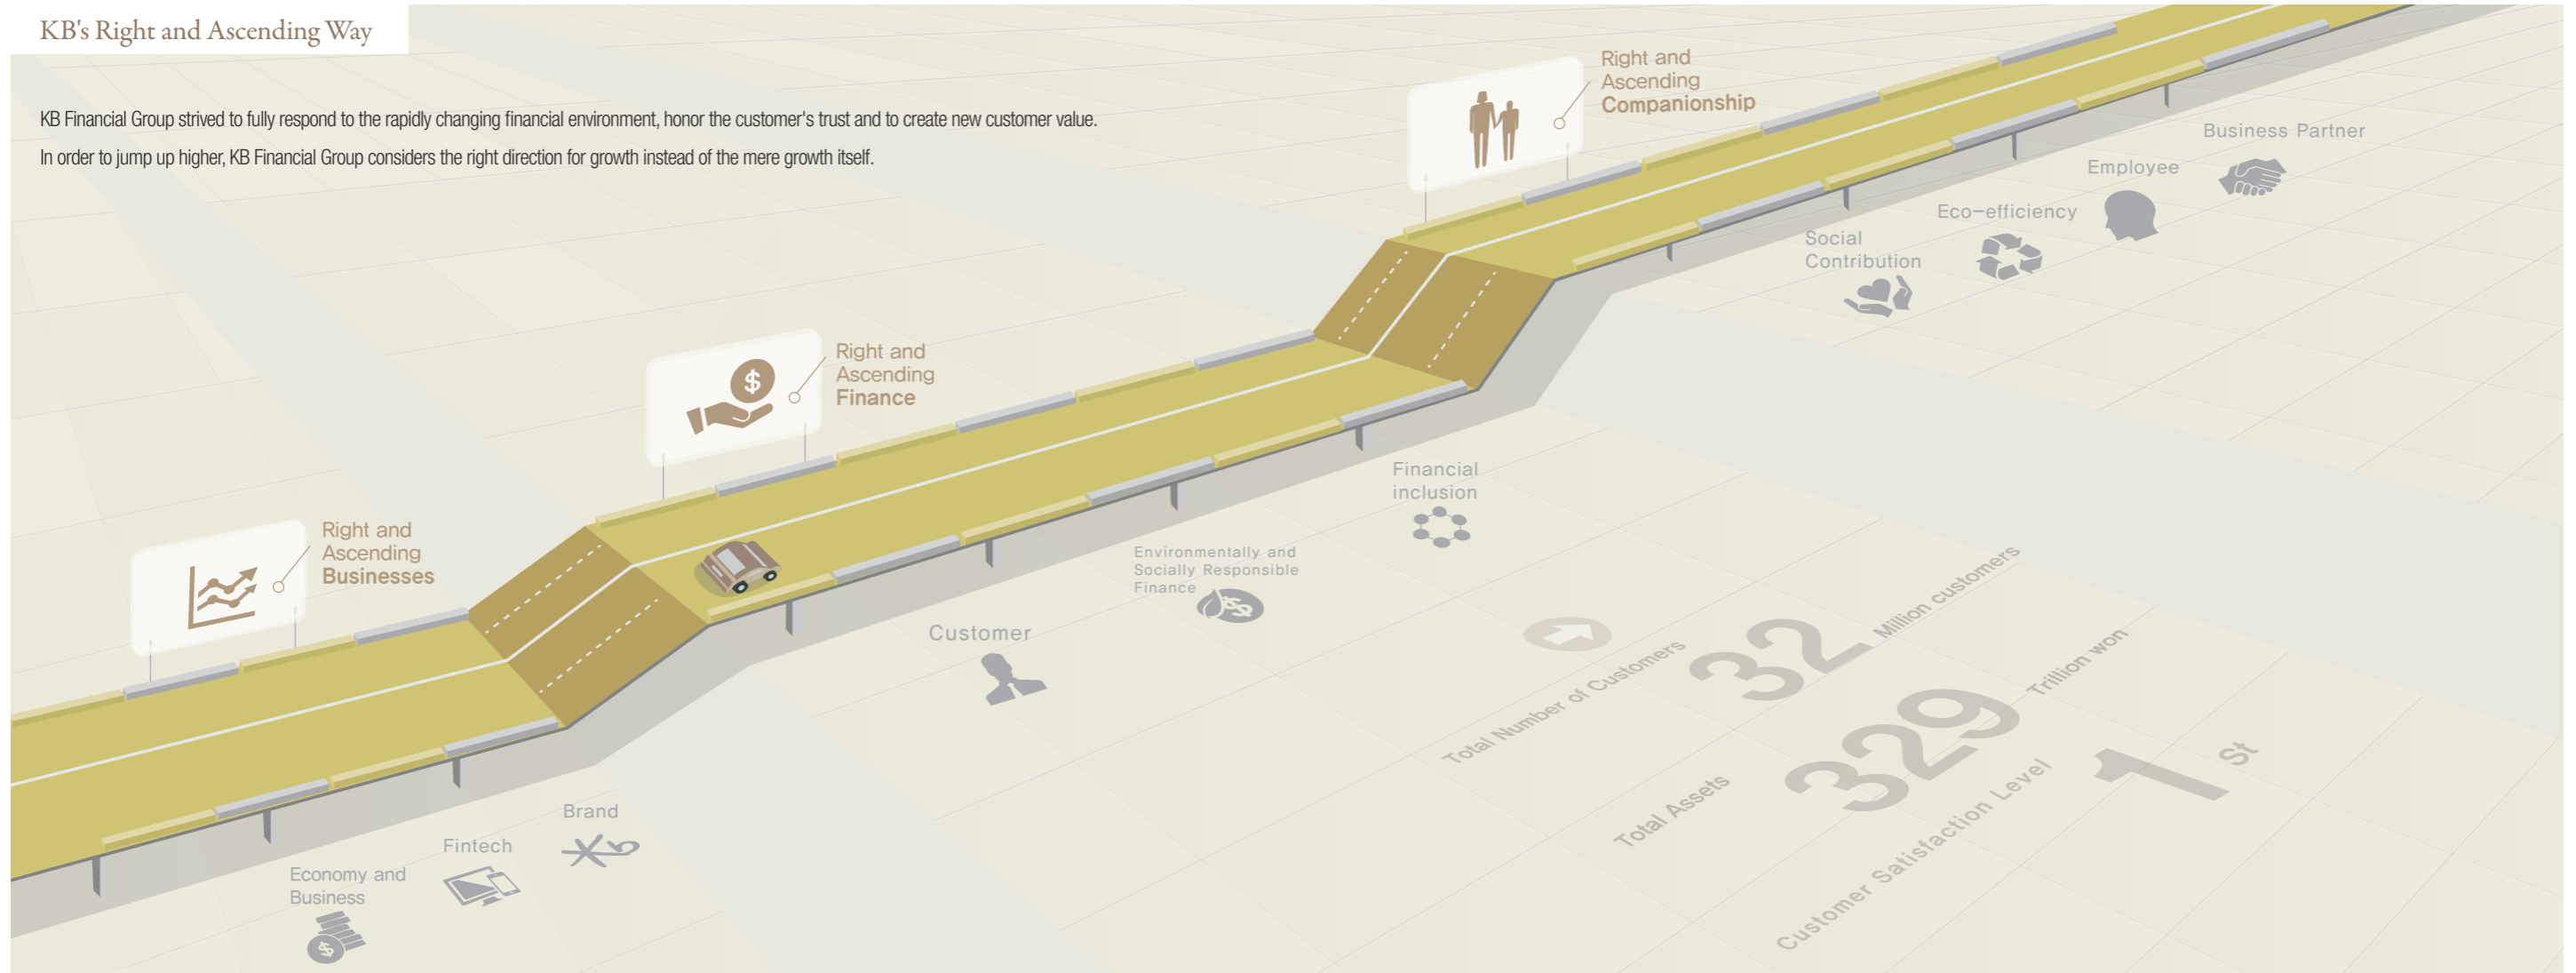 KB's Right and Ascending Way
KB Financial Group strived to fully respond to the rapidly changing financial environment, honor the customer's trust and to create new customer value.
In order to jump up higher, KB Financial Group considers the right direction for growth instead of the mere growth itself.
Right and
Ascending
Businesses
Right and
Ascending
Finance
Right and
Ascending
Companionship
Economy and
Business
Fintech
Brand
Customer
Environmentally and
Socially Responsible
Finance
Financial
inclusion
Social
Contribution
Eco-efficiency
Employee
Business Partner
Total Number of Customers 32 Million customers
Total Assets 329 Trillion won
Customer Satisfaction Level 1 St